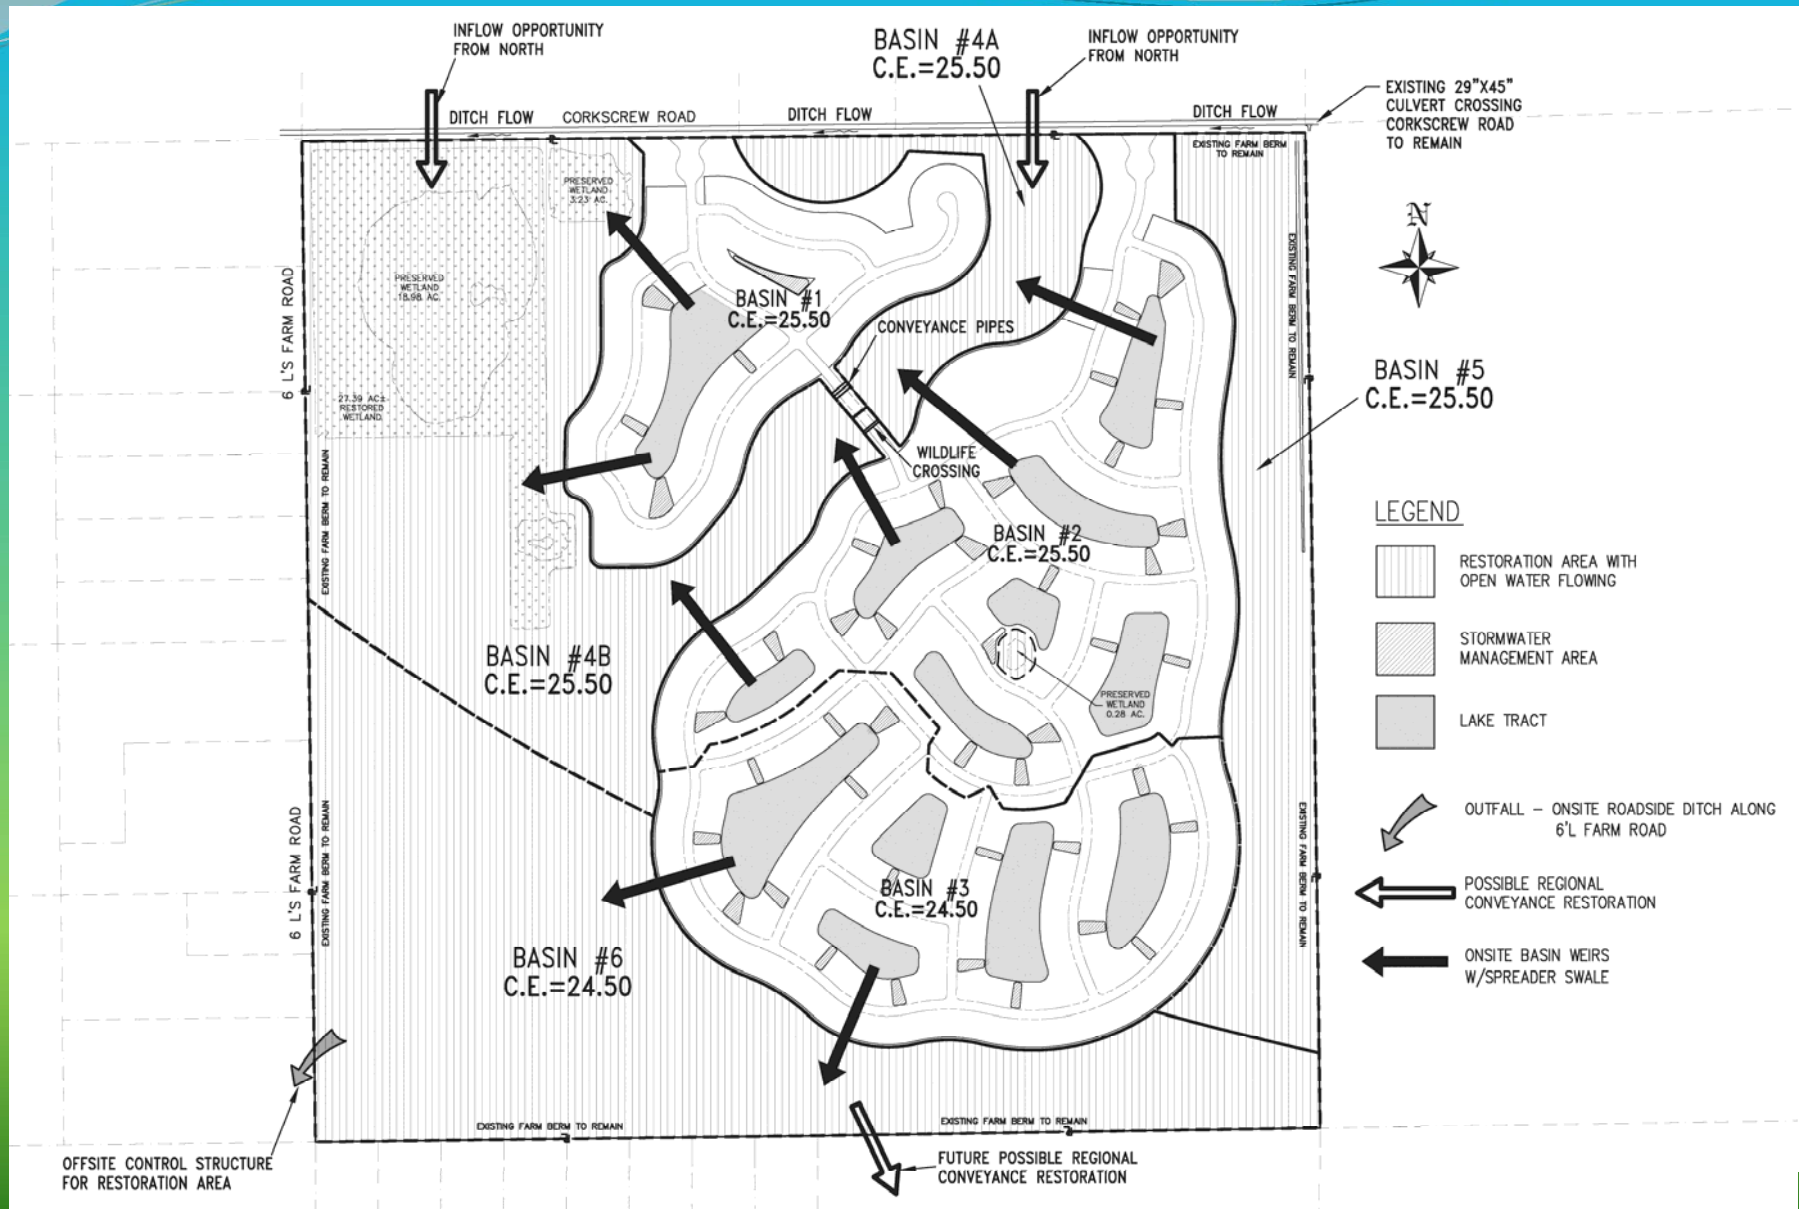 INFLOW OPPORTUNITY
FROM NORTH
BASIN #4A
C.E.=25.50
INFLOW OPPORTUNITY
FROM NORTH
EXISTING 29"X45"
CULVERT CROSSING
CORKSCREW ROAD
TO REMAIN
DITCH FLOW
CORKSCREW ROAD
DITCH FLOW
DITCH FLOW
EXISTING FARM BERM
TO REMAIN
PRESERVED
WETLAND
3.23 AC.
N
PRESERVED
WETLAND
18.98 AC.
6 L'S FARM ROAD
BASIN #1
C.E.=25.50
CONVEYANCE PIPES
EXISTING FARM BERM TO REMAIN
BASIN #5
C.E.=25.50
27.39 AC±
RESTORED
WETLAND
WILDLIFE
CROSSING
EXISTING FARM BERM TO REMAIN
BASIN #2
C.E.=25.50
LEGEND
RESTORATION AREA WITH
OPEN WATER FLOWING
STORMWATER
MANAGEMENT AREA
LAKE TRACT
BASIN #4B
C.E.=25.50
PRESERVED
WETLAND
0.28 AC.
OUTFALL – ONSITE ROADSIDE DITCH ALONG
6'L FARM ROAD
POSSIBLE REGIONAL
CONVEYANCE RESTORATION
ONSITE BASIN WEIRS
W/SPREADER SWALE
6 L'S FARM ROAD
EXISTING FARM BERM TO REMAIN
BASIN #3
C.E.=24.50
EXISTING FARM BERM TO REMAIN
BASIN #6
C.E.=24.50
EXISTING FARM BERM TO REMAIN
EXISTING FARM BERM TO REMAIN
OFFSITE CONTROL STRUCTURE
FOR RESTORATION AREA
FUTURE POSSIBLE REGIONAL
CONVEYANCE RESTORATION